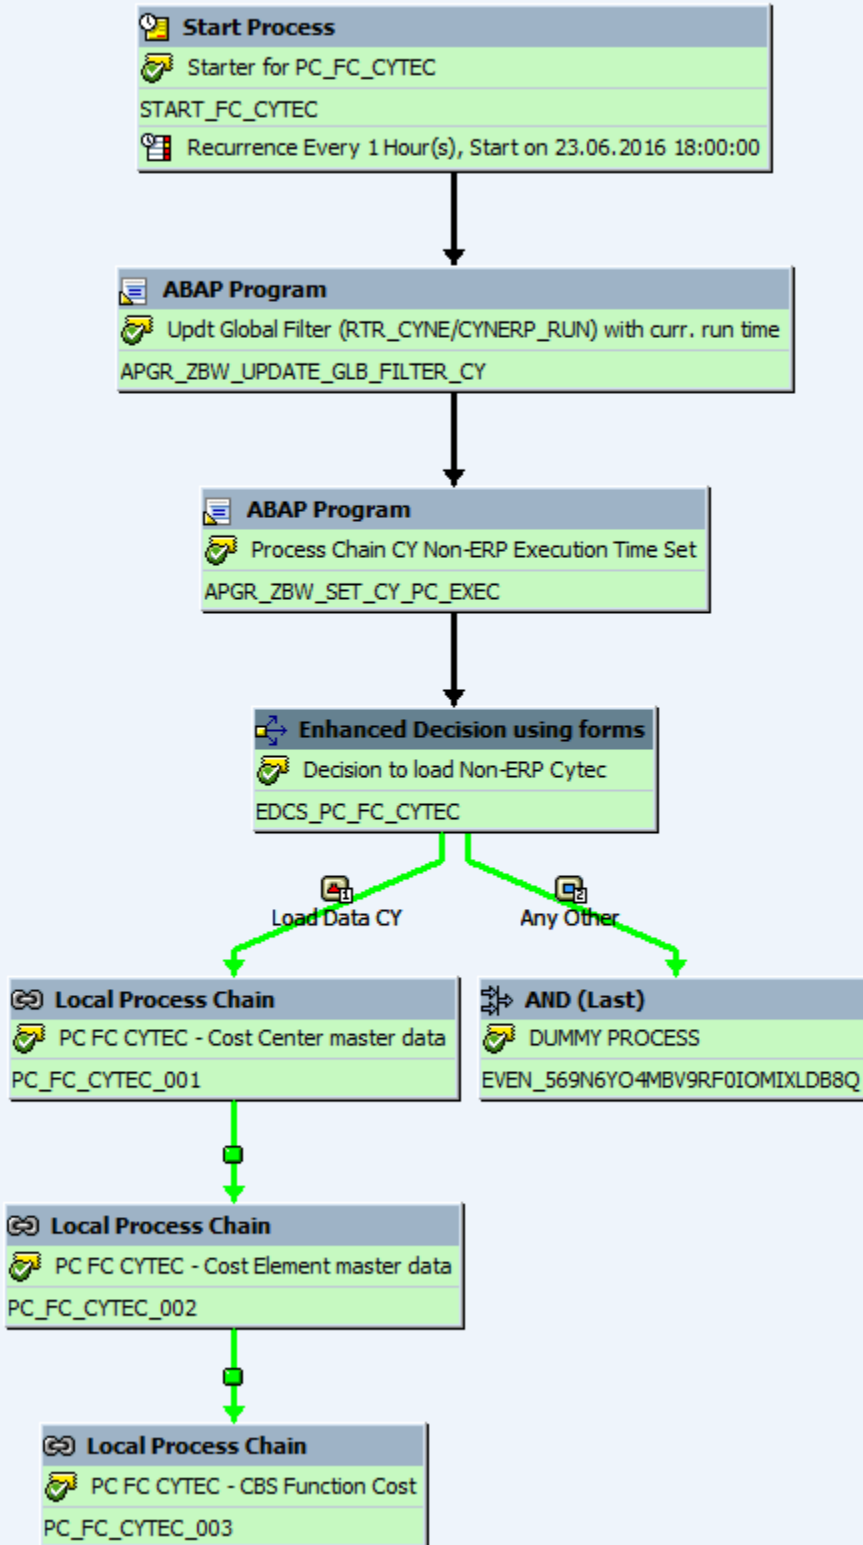 Start Process
Starter for PC_FC_CYTEC
START_FC_CYTEC
Recurrence Every 1 Hour(s), Start on 23.06.2016 18:00:00
ABAP Program
Updt Global Filter (RTR_CYNE/CYNERP_RUN) with curr. run time
APGR_ZBW_UPDATE_GLB_FILTER_CY
ABAP Program
Process Chain CY Non-ERP Execution Time Set
APGR_ZBW_SET_CY_PC_EXEC
Enhanced Decision using forms
Decision to load Non-ERP Cytec
EDCS_PC_FC_CYTEC
1
Load Data CY
2
Any Other
Local Process Chain
PC FC CYTEC - Cost Center master data
PC_FC_CYTEC_001
AND (Last)
DUMMY PROCESS
EVEN_569N6YO4MBV9RF0IOMIXLDB8Q
Local Process Chain
PC FC CYTEC - Cost Element master data
PC_FC_CYTEC_002
Local Process Chain
PC FC CYTEC - CBS Function Cost
PC_FC_CYTEC_003